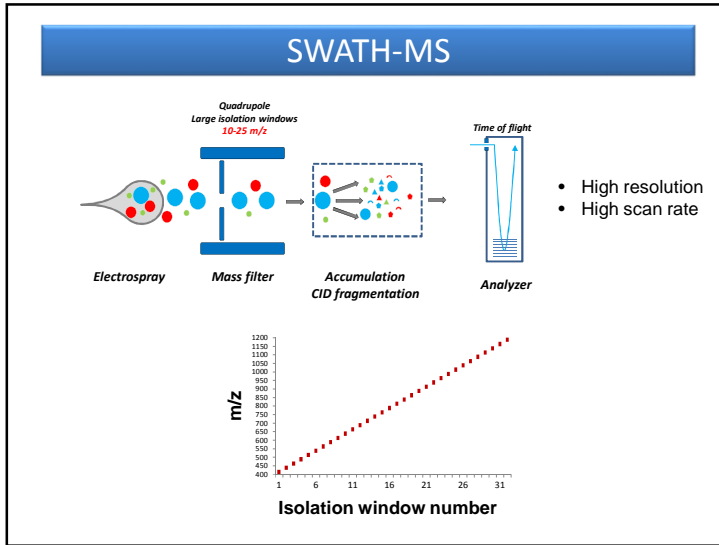 SWATH-MS
Quadrupole
Large isolation windows
10-25 m/z
Time of flight
• High resolution
• High scan rate
Electrospray
Mass filter
Accumulation
CID fragmentation
Analyzer
1200
1150
1100
1050
1000
950
900
850
800
750
700
650
600
550
500
450
400
m/z
1 6 11 16 21 26 31
Isolation window number